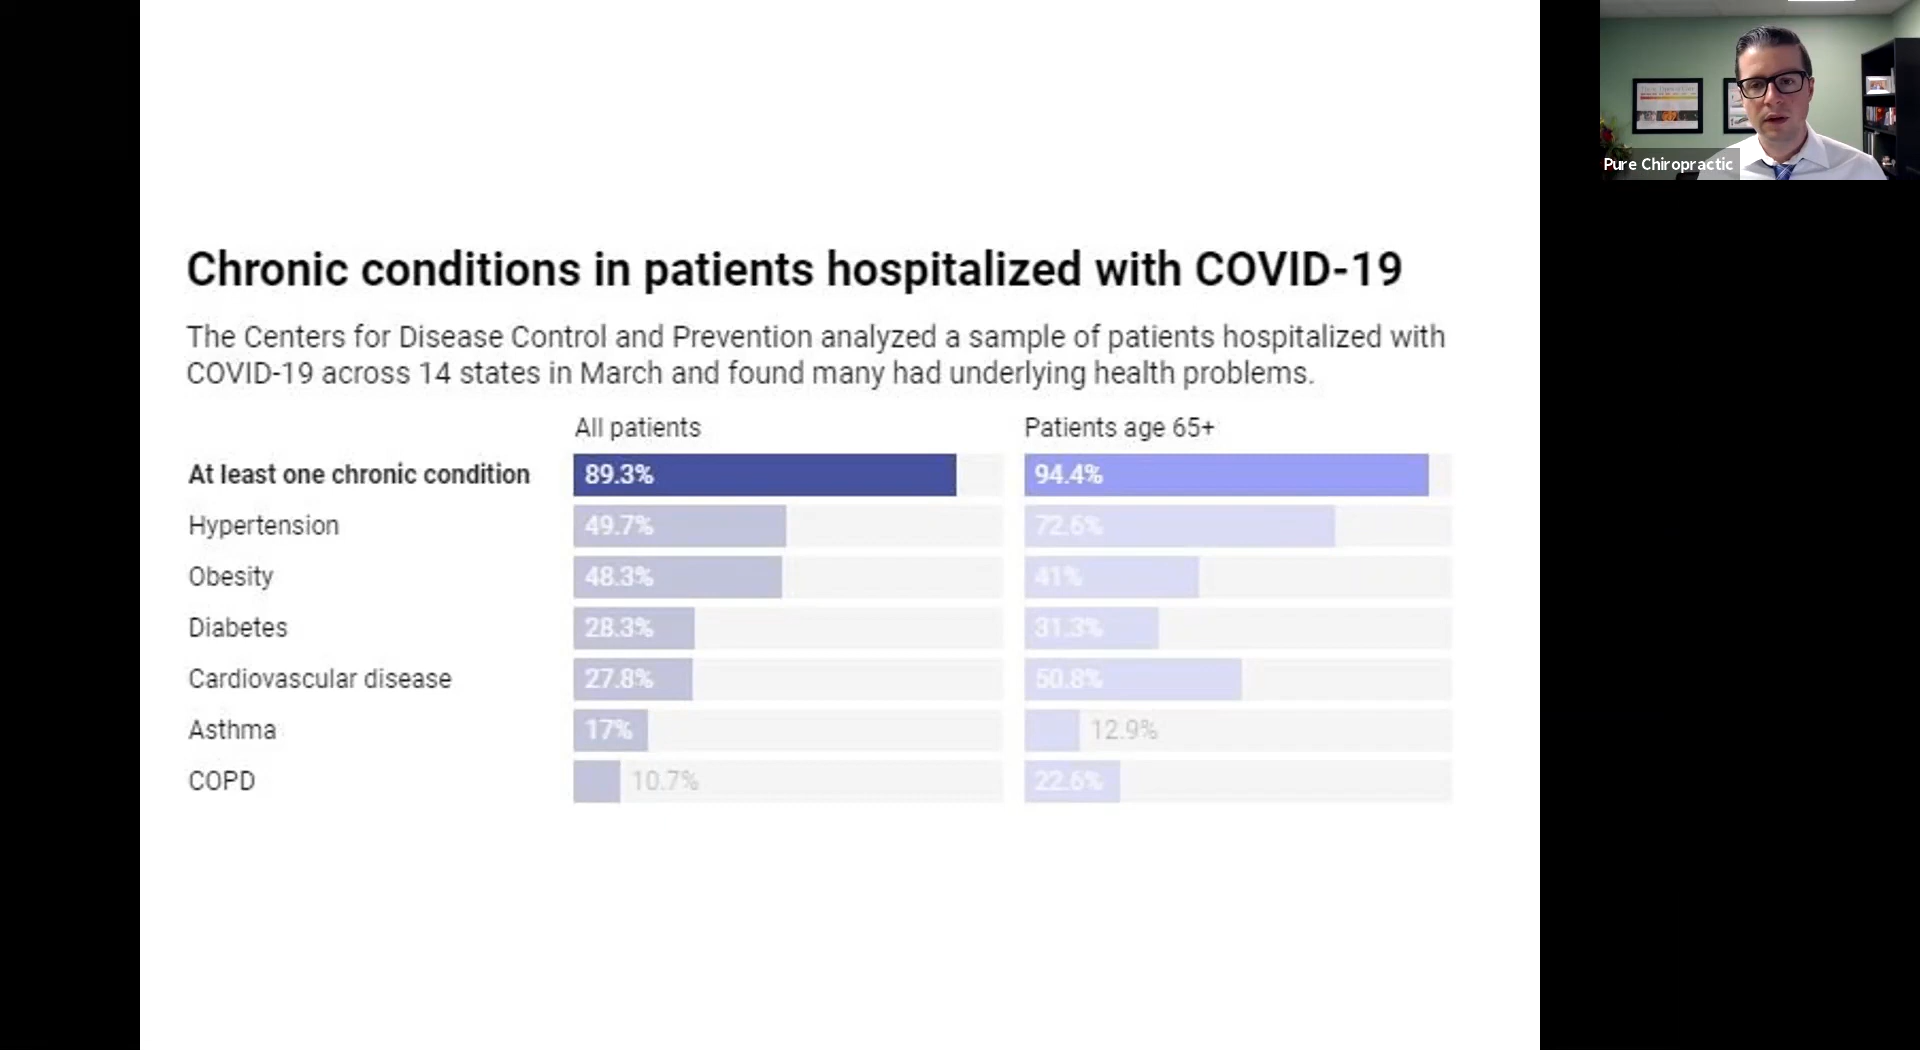 Pure Chiropractic
Chronic conditions in patients hospitalized with COVID-19
The Centers for Disease Control and Prevention analyzed a sample of patients hospitalized with
COVID-19 across 14 states in March and found many had underlying health problems.
All patients Patients age 65+
At least one chronic condition 89.3% 94.4%
Hypertension 49.7% 72.6%
Obesity 48.3% 41%
Diabetes 28.3% 31.3%
Cardiovascular disease 27.8% 50.8%
Asthma 17% 12.9%
COPD 10.7% 22.6%